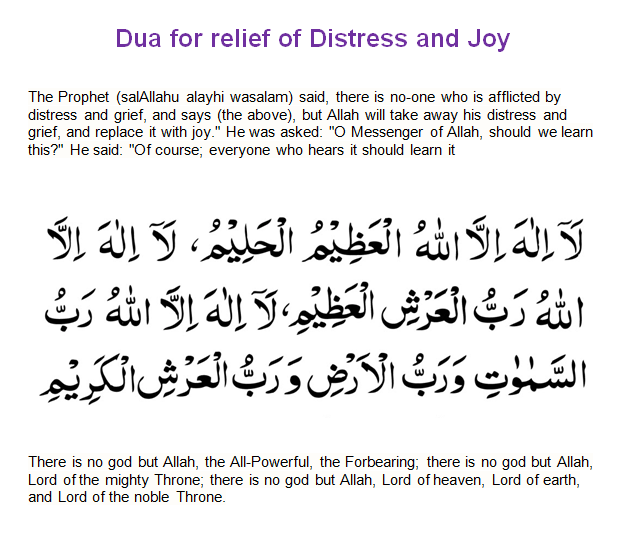 Dua for relief of Distress and Joy
The Prophet (salAllahu alayhi wasalam) said, there is no-one who is afflicted by
distress and grief, and says (the above), but Allah will take away his distress and
grief, and replace it with joy." He was asked: "O Messenger of Allah, should we learn
this?" He said: "Of course; everyone who hears it should learn it
لَآ اِلٰهَ اِلَّا اللهُ الْعَظِيْمُ الْحَلِيْمُ، لَآ اِلٰهَ اِلَّا
اللهُ رَبُّ الْعَرْشِ الْعَظِيْمِ، لَآ اِلٰهَ اِلَّا اللهُ رَبُّ
السَّمٰوٰتِ وَرَبُّ الْاَرْضِ وَرَبُّ الْعَرْشِ الْكَرِيْمِ
There is no god but Allah, the All-Powerful, the Forbearing; there is no god but Allah,
Lord of the mighty Throne; there is no god but Allah, Lord of heaven, Lord of earth,
and Lord of the noble Throne.